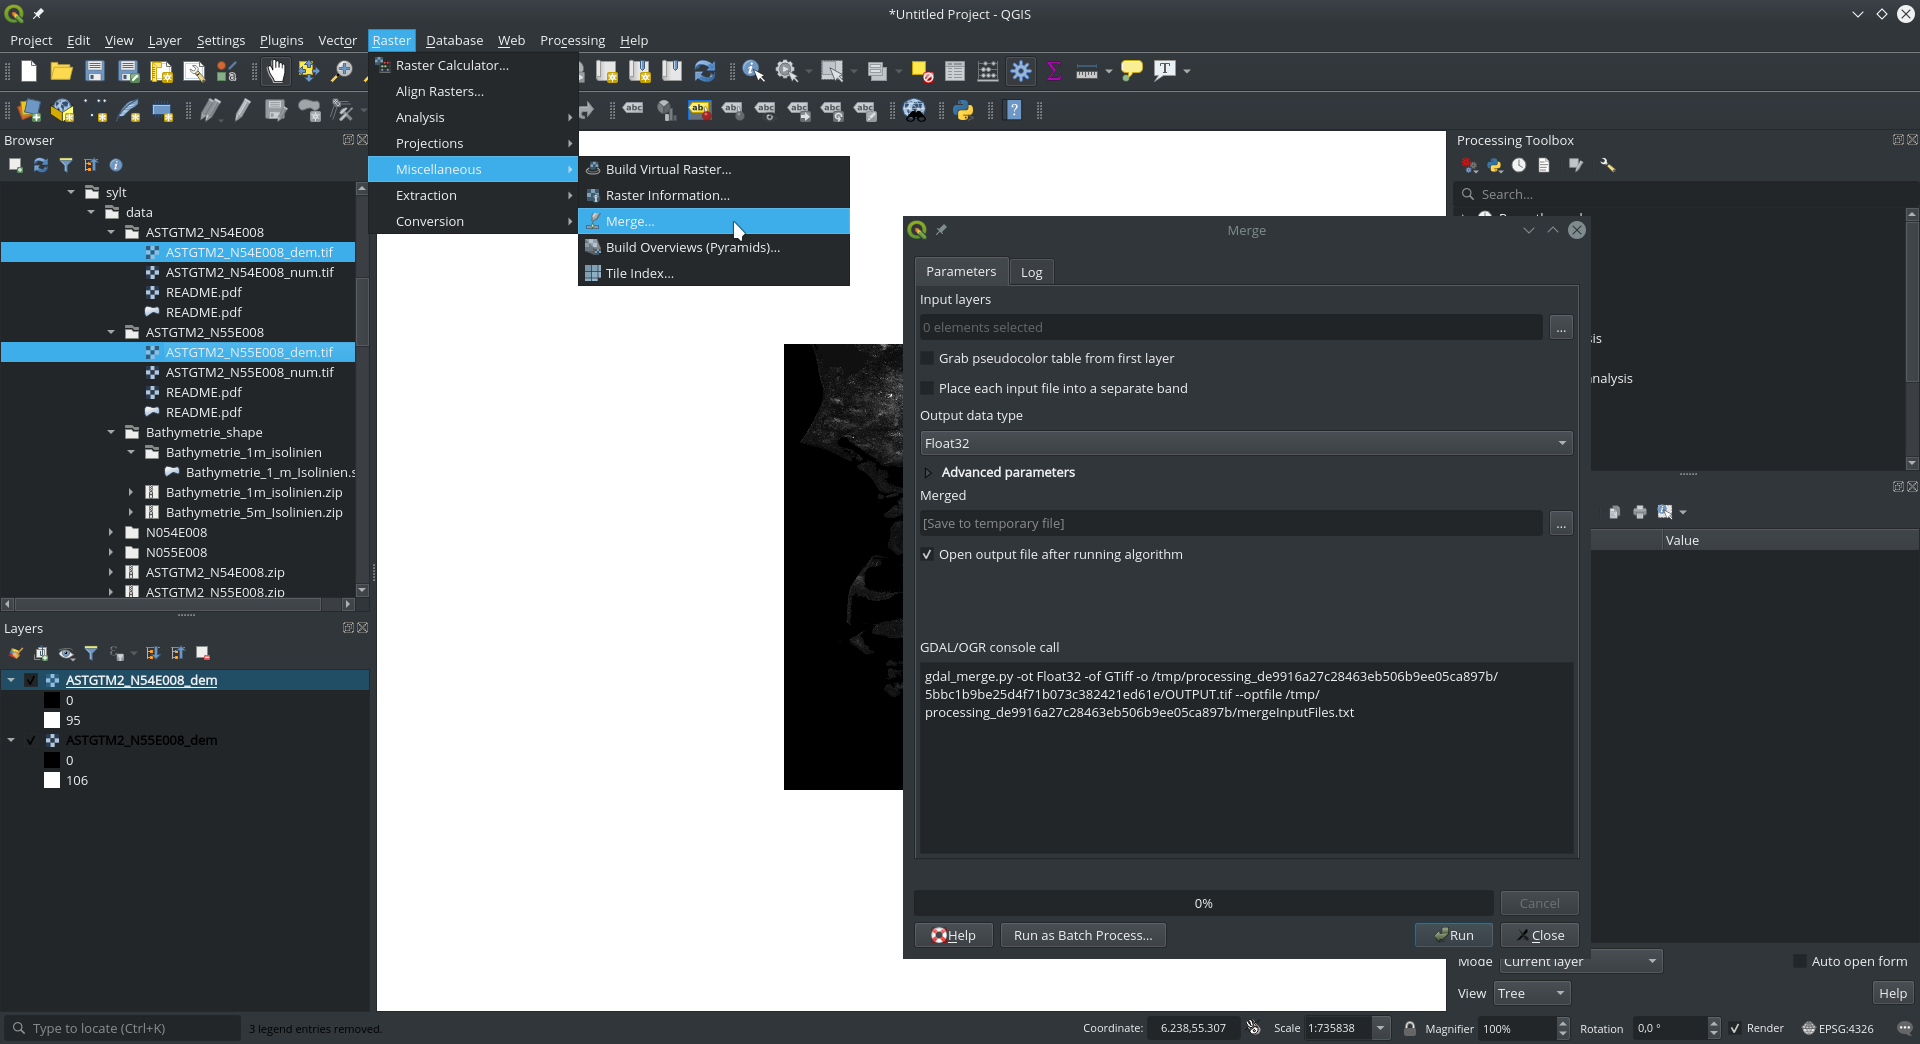 *Untitled Project - QGIS
Project Edit View Layer Settings Plugins Vector Raster Database Web Processing Help
Raster Calculator...
Align Rasters...
Analysis
Projections
Miscellaneous
Extraction
Conversion
Build Virtual Raster...
Raster Information...
Merge...
Build Overviews (Pyramids)...
Tile Index...
Browser
sylt
data
ASTGTM2_N54E008
ASTGTM2_N54E008_dem.tif
ASTGTM2_N54E008_num.tif
README.pdf
README.pdf
ASTGTM2_N55E008
ASTGTM2_N55E008_dem.tif
ASTGTM2_N55E008_num.tif
README.pdf
README.pdf
Bathymetrie_shape
Bathymetrie_1m_isolinien
Bathymetrie_1_m_Isolinien.s
Bathymetrie_1m_isolinien.zip
Bathymetrie_5m_Isolinien.zip
N054E008
N055E008
ASTGTM2_N54E008.zip
ASTGTM2_N55E008.zip
Layers
ASTGTM2_N54E008_dem
0
95
ASTGTM2_N55E008_dem
0
106
Merge
Parameters Log
Input layers
0 elements selected
...
Grab pseudocolor table from first layer
Place each input file into a separate band
Output data type
Float32
Advanced parameters
Merged
[Save to temporary file]
...
Open output file after running algorithm
GDAL/OGR console call
gdal_merge.py -ot Float32 -of GTiff -o /tmp/processing_de9916a27c28463eb506b9ee05ca897b/
5bbc1b9be25d4f71b073c382421ed61e/OUTPUT.tif --optfile /tmp/
processing_de9916a27c28463eb506b9ee05ca897b/mergeInputFiles.txt
0%
Cancel
Help Run as Batch Process... Run Close
Processing Toolbox
Search...
is
nalysis
Value
Mode Current layer Auto open form
View Tree Help
Type to locate (Ctrl+K) 3 legend entries removed. Coordinate: 6.238,55.307 Scale 1:735838 Magnifier 100% Rotation 0,0 ° Render EPSG:4326
abc abc abc abc abc abc abc
T